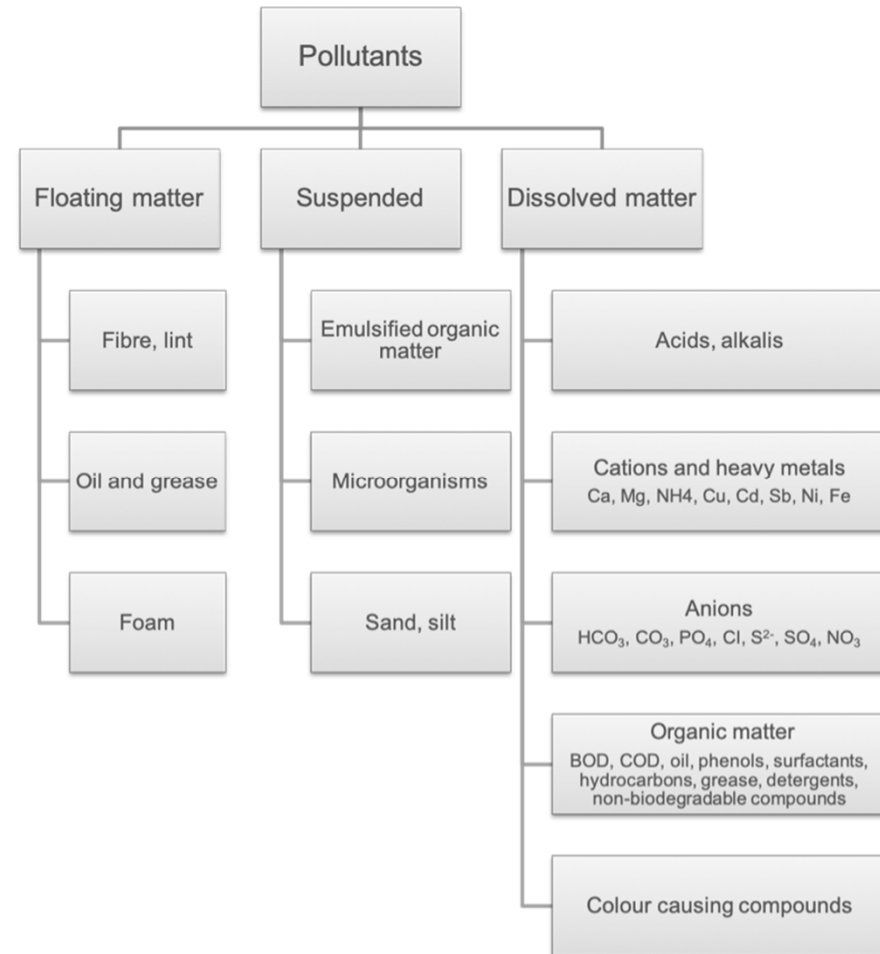 Pollutants
Floating matter
Suspended
Dissolved matter
Fibre, lint
Emulsified organic
matter
Acids, alkalis
Oil and grease
Microorganisms
Cations and heavy metals
Ca, Mg, NH4, Cu, Cd, Sb, Ni, Fe
Foam
Sand, silt
Anions
HCO₃, CO₃, PO₄, Cl, S²⁻, SO₄, NO₃
Organic matter
BOD, COD, oil, phenols, surfactants,
hydrocarbons, grease, detergents,
non-biodegradable compounds
Colour causing compounds